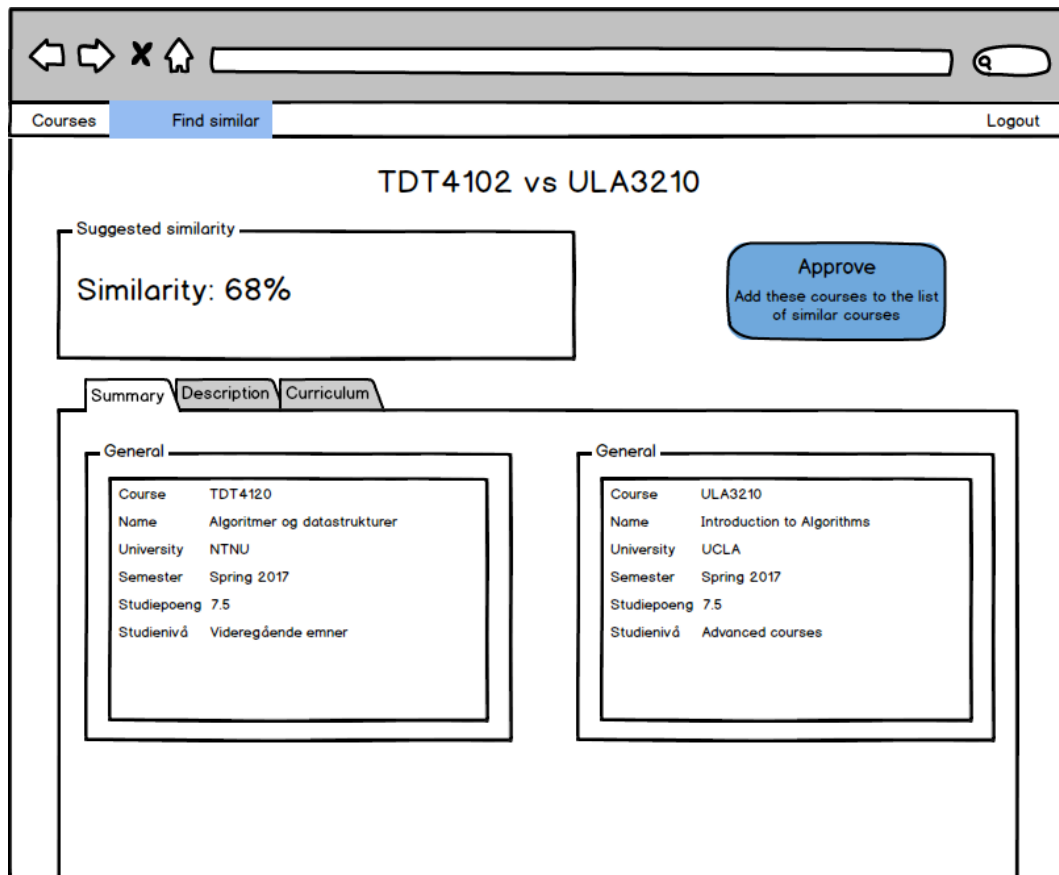 Courses Find similar Logout
TDT4102 vs ULA3210
Suggested similarity
Similarity: 68%
Approve
Add these courses to the list
of similar courses
Summary Description Curriculum
General
Course TDT4120
Name Algoritmer og datastrukturer
University NTNU
Semester Spring 2017
Studiepoeng 7.5
Studienivå Videregående emner
General
Course ULA3210
Name Introduction to Algorithms
University UCLA
Semester Spring 2017
Studiepoeng 7.5
Studienivå Advanced courses